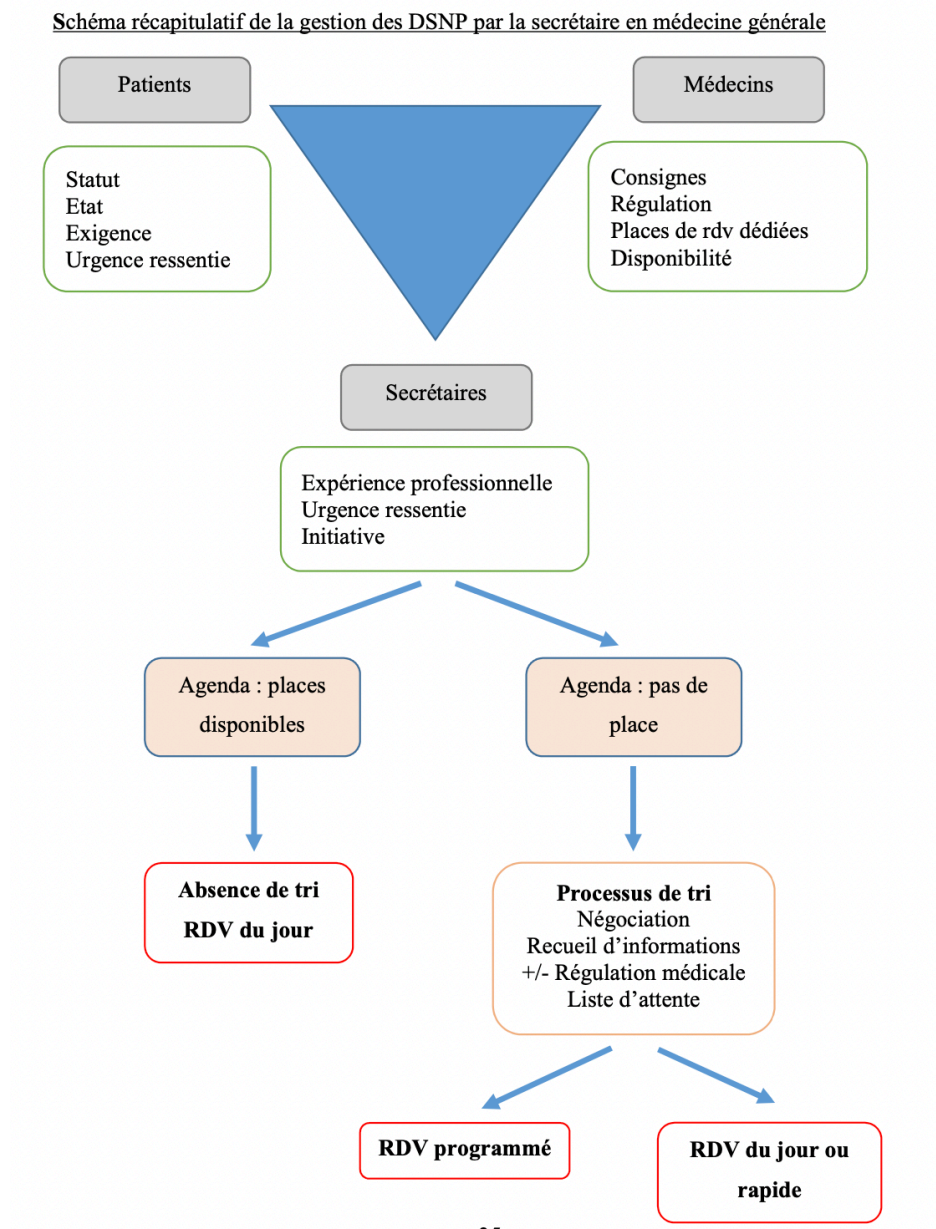 Schéma récapitulatif de la gestion des DSNP par la secrétaire en médecine générale
Patients
Médecins
Statut
Etat
Exigence
Urgence ressentie
Consignes
Régulation
Places de rdv dédiées
Disponibilité
Secrétaires
Expérience professionnelle
Urgence ressentie
Initiative
Agenda : places
disponibles
Agenda : pas de
place
Absence de tri
RDV du jour
Processus de tri
Négociation
Recueil d’informations
+/- Régulation médicale
Liste d’attente
RDV programmé
RDV du jour ou
rapide